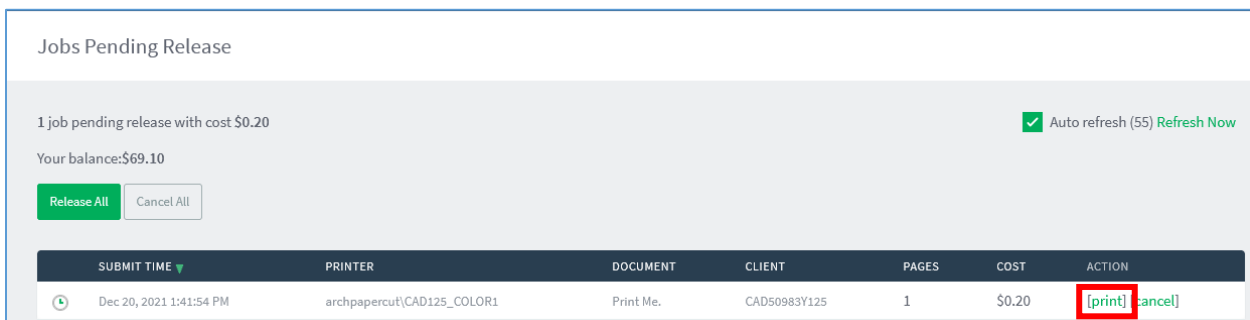 Jobs Pending Release
1 job pending release with cost $0.20
Auto refresh (55) Refresh Now
Your balance:$69.10
Release All Cancel All
SUBMIT TIME PRINTER DOCUMENT CLIENT PAGES COST ACTION
Dec 20, 2021 1:41:54 PM archpapercut\CAD125_COLOR1 Print Me. CAD50983Y125 1 $0.20 [print] [cancel]